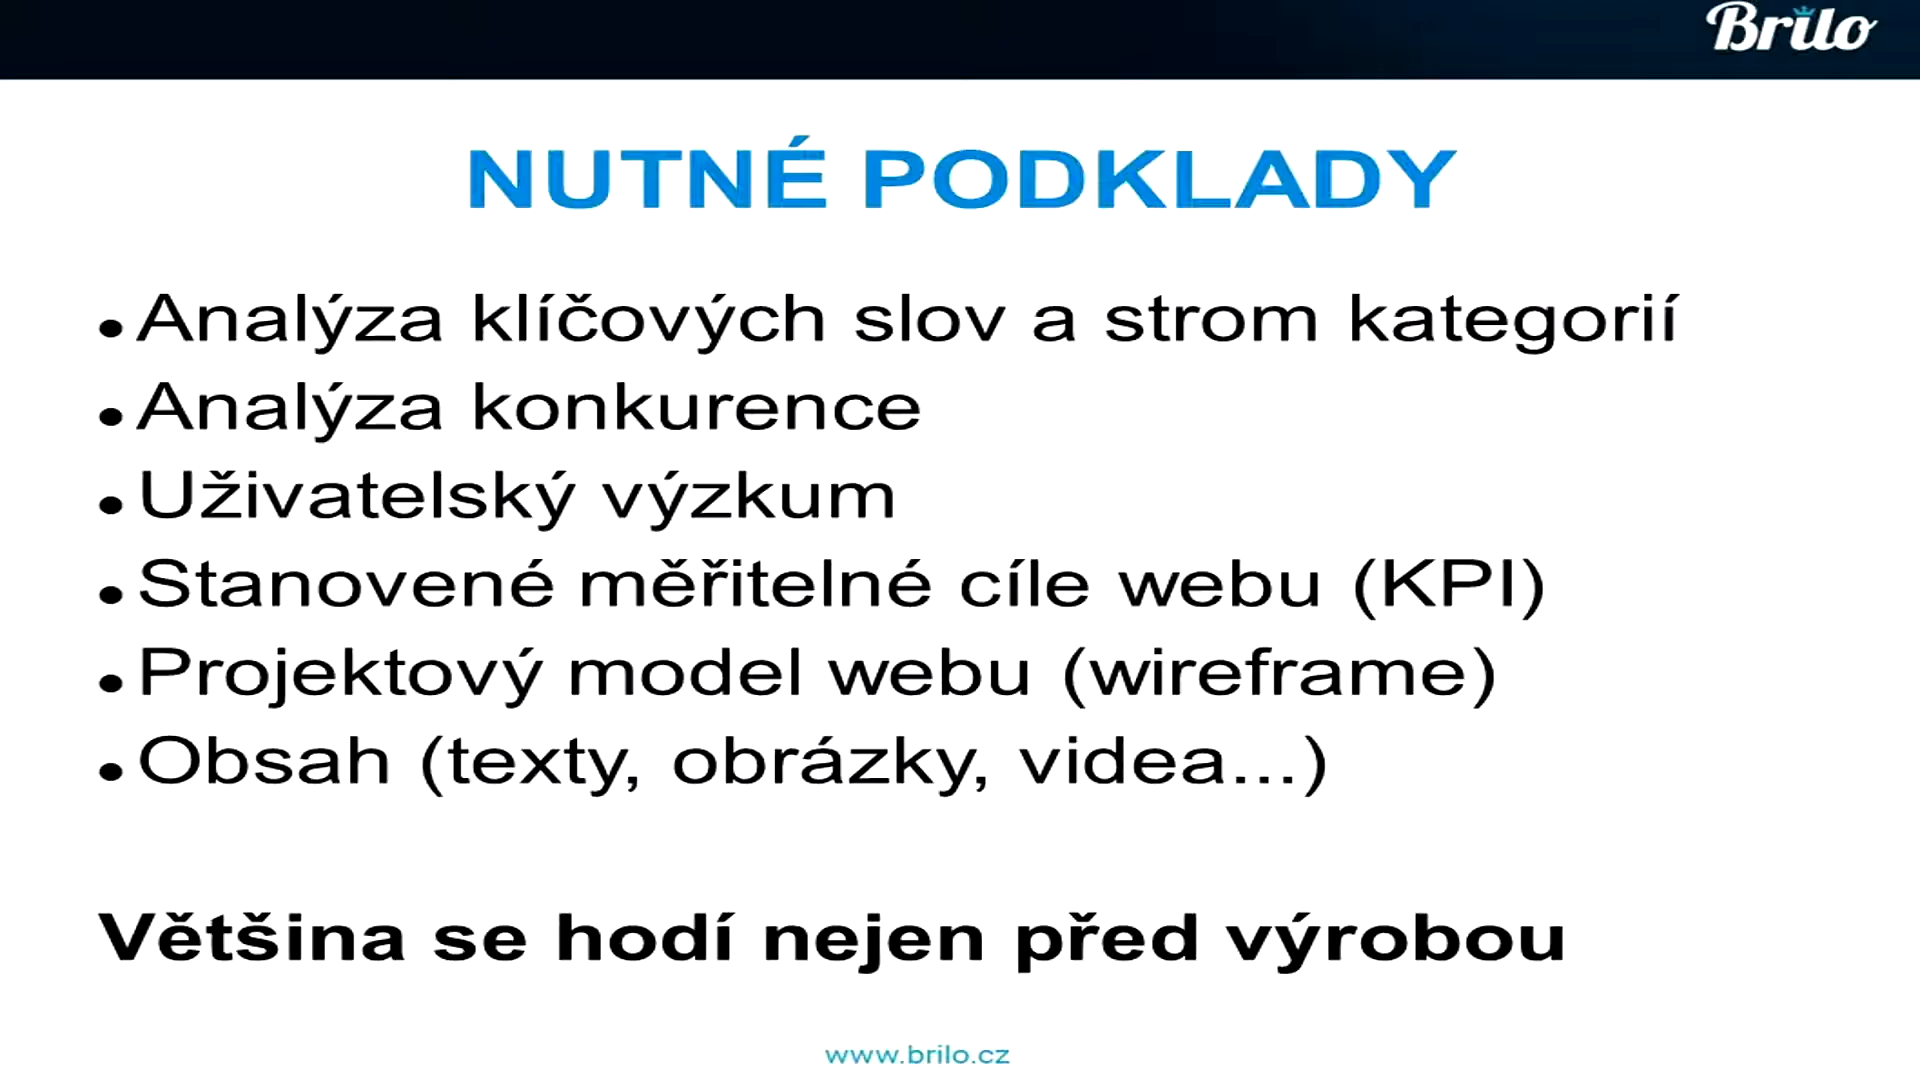 Brilo
NUTNÉ PODKLADY
• Analýza klíčových slov a strom kategorií
• Analýza konkurence
• Uživatelský výzkum
• Stanovené měřitelné cíle webu (KPI)
• Projektový model webu (wireframe)
• Obsah (texty, obrázky, videa...)
Většina se hodí nejen před výrobou
www.brilo.cz